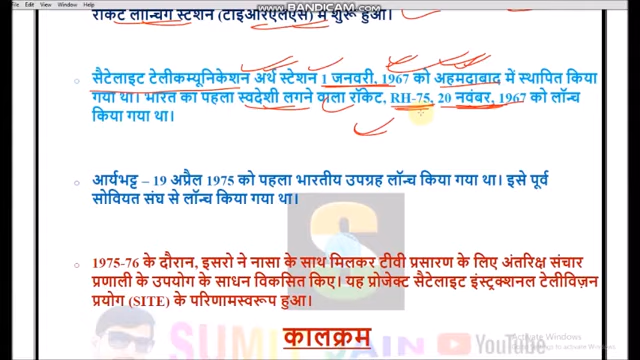 WWW.BANDICAM.COM
रॉकेट लॉन्चिंग स्टेशन (टीईआरएलएस) में शुरू हुआ।
सैटेलाइट टेलीकम्यूनिकेशन अर्थ स्टेशन 1 जनवरी, 1967 को अहमदाबाद में स्थापित किया
गया था। भारत का पहला स्वदेशी लगने वाला रॉकेट, RH-75, 20 नवंबर, 1967 को लॉन्च
किया गया था।
आर्यभट्ट – 19 अप्रैल 1975 को पहला भारतीय उपग्रह लॉन्च किया गया था। इसे पूर्व
सोवियत संघ से लॉन्च किया गया था।
1975-76 के दौरान, इसरो ने नासा के साथ मिलकर टीवी प्रसारण के लिए अंतरिक्ष संचार
प्रणाली के उपयोग के साधन विकसित किए। यह प्रोजेक्ट सैटेलाइट इंस्ट्रक्शनल टेलीविज़न
प्रयोग (SITE) के परिणामस्वरूप हुआ।
कालक्रम
YouTube
Activate Windows